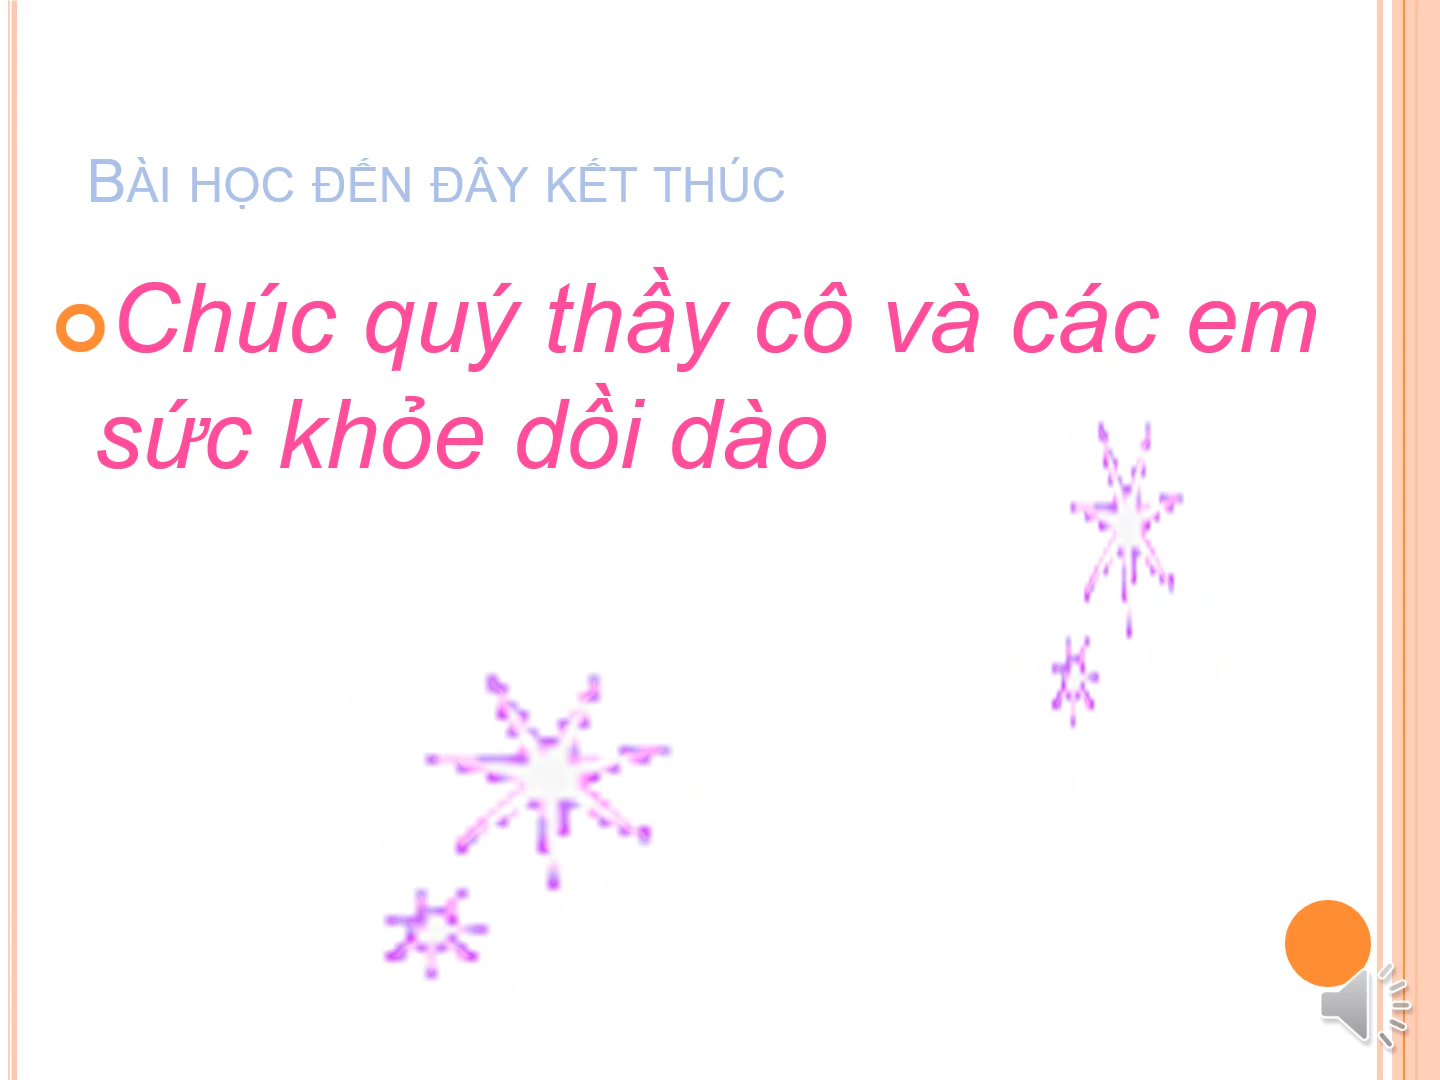 BÀI HỌC ĐẾN ĐÂY KẾT THÚC
Chúc quý thầy cô và các em
sức khỏe dồi dào